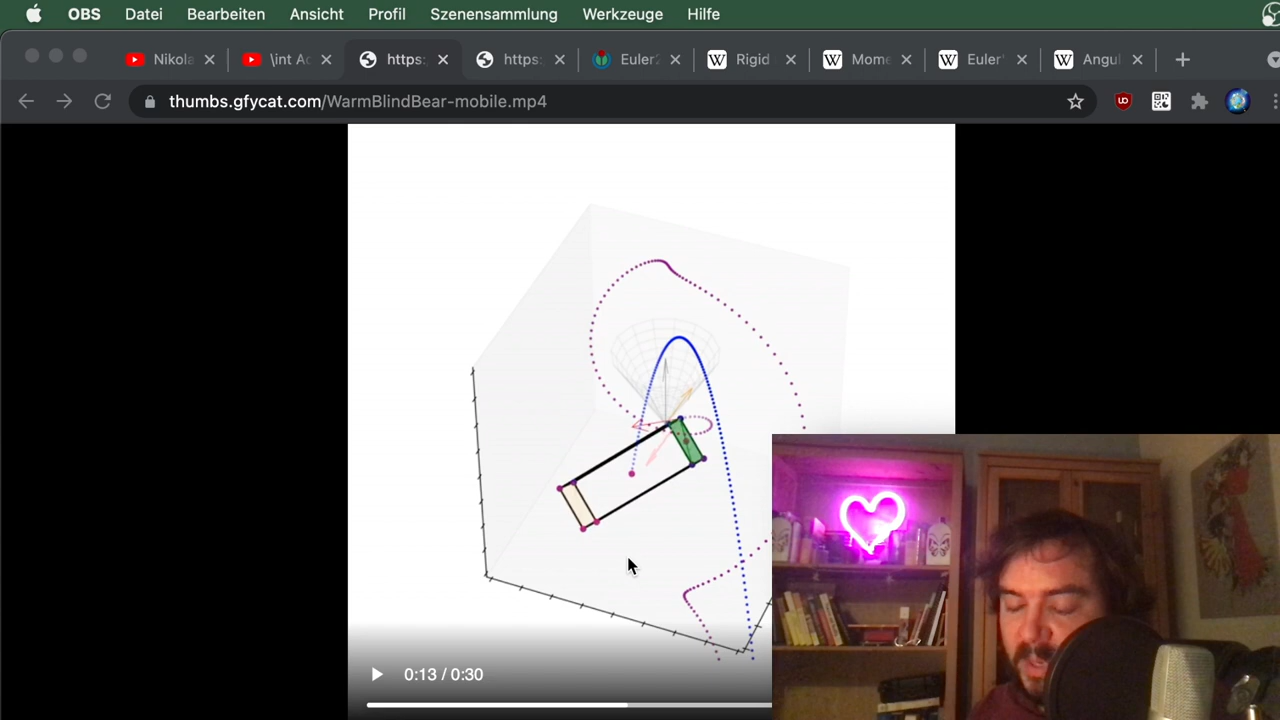 OBS Datei Bearbeiten Ansicht Profil Szenensammlung Werkzeuge Hilfe
Nikola \int Ac https: https: Euler2 Rigid Mome Euler' Angul
thumbs.gfycat.com/WarmBlindBear-mobile.mp4
0:13 / 0:30